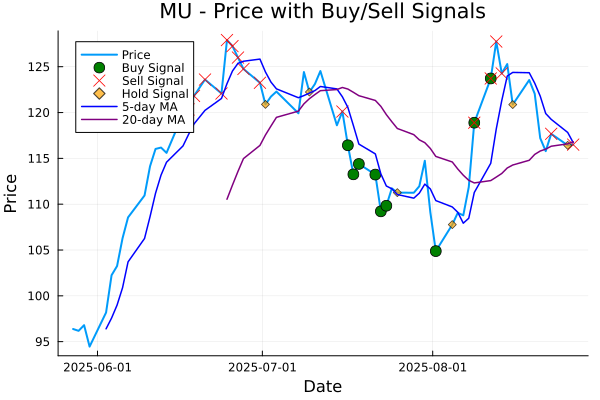 MU - Price with Buy/Sell Signals
Price
Buy Signal
Sell Signal
Hold Signal
5-day MA
20-day MA
125
120
115
110
105
100
95
Price
2025-06-01
2025-07-01
2025-08-01
Date